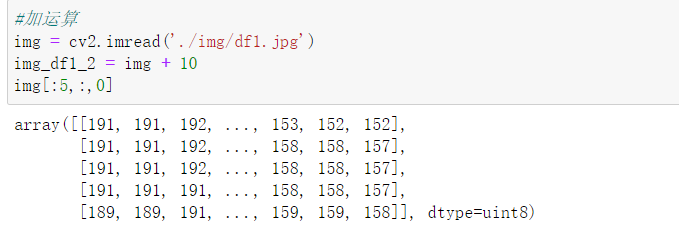 #加运算
img = cv2.imread('./img/df1.jpg')
img_df1_2 = img + 10
img[:5,:,0]
array([[191, 191, 192, ..., 153, 152, 152],
[191, 191, 192, ..., 158, 158, 157],
[191, 191, 192, ..., 158, 158, 157],
[191, 191, 191, ..., 158, 158, 157],
[189, 189, 191, ..., 159, 159, 158]], dtype=uint8)